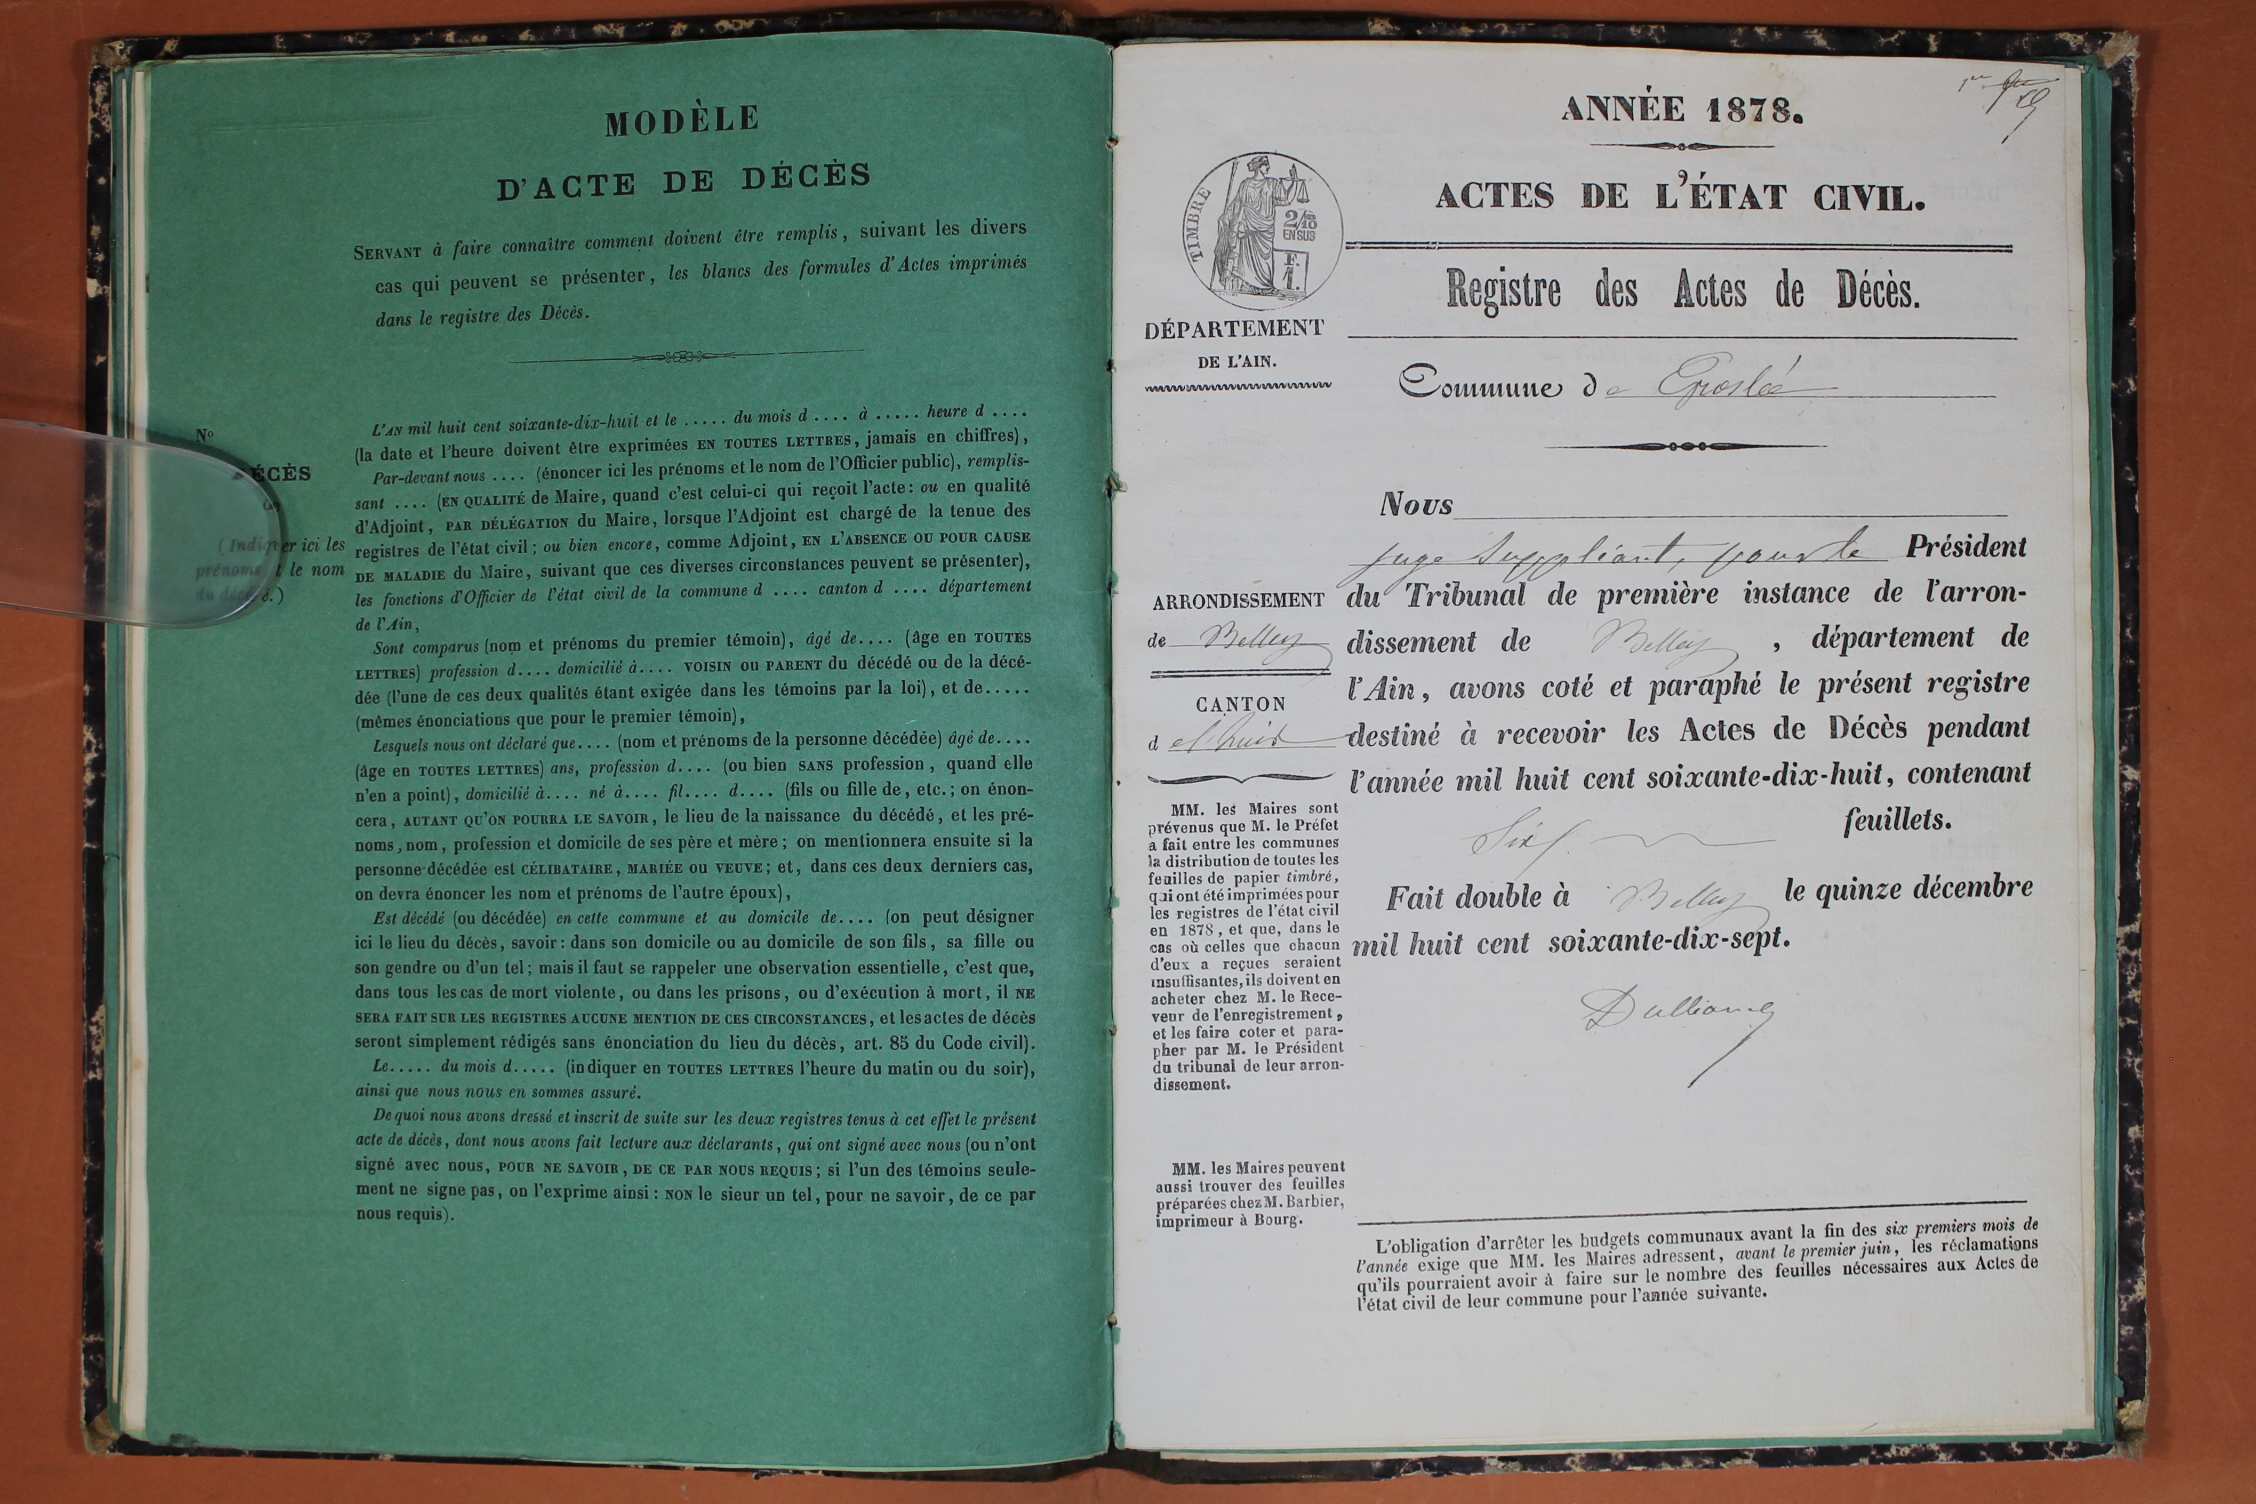 MODÈLE
D'ACTE DE DÉCÈS
SERVANT à faire connaître comment doivent être remplis, suivant les divers
cas qui peuvent se présenter, les blancs des formules d'Actes imprimés
dans le registre des Décès.
No
DÉCÈS
(Indiquer ici les
prénoms et le nom
du décédé.)
L'AN mil huit cent soixante-dix-huit et le ..... du mois d .... à ..... heure d ....
(la date et l'heure doivent être exprimées EN TOUTES LETTRES, jamais en chiffres),
Par-devant nous .... (énoncer ici les prénoms et le nom de l'Officier public), remplis-
sant .... (EN QUALITÉ de Maire, quand c'est celui-ci qui reçoit l'acte: ou en qualité
d'Adjoint, PAR DÉLÉGATION du Maire, lorsque l'Adjoint est chargé de la tenue des
registres de l'état civil; ou bien encore, comme Adjoint, EN L'ABSENCE OU POUR CAUSE
DE MALADIE du Maire, suivant que ces diverses circonstances peuvent se présenter),
les fonctions d'Officier de l'état civil de la commune d .... canton d .... département
de l'Ain,
Sont comparus (nom et prénoms du premier témoin), âgé de.... (âge en TOUTES
LETTRES) profession d.... domicilié à.... VOISIN OU PARENT du décédé ou de la décé-
dée (l'une de ces deux qualités étant exigée dans les témoins par la loi), et de.....
(mêmes énonciations que pour le premier témoin),
Lesquels nous ont déclaré que.... (nom et prénoms de la personne décédée) âgé de....
(âge en TOUTES LETTRES) ans, profession d.... (ou bien SANS profession, quand elle
n'en a point), domicilié à.... né à.... fil.... d.... (fils ou fille de, etc.; on énon-
cera, AUTANT QU'ON POURRA LE SAVOIR, le lieu de la naissance du décédé, et les pré-
noms, nom, profession et domicile de ses père et mère; on mentionnera ensuite si la
personne décédée est CÉLIBATAIRE, MARIÉE OU VEUVE; et, dans ces deux derniers cas,
on devra énoncer les nom et prénoms de l'autre époux),
Est décédé (ou décédée) en cette commune et au domicile de.... (on peut désigner
ici le lieu du décès, savoir: dans son domicile ou au domicile de son fils, sa fille ou
son gendre ou d'un tel; mais il faut se rappeler une observation essentielle, c'est que,
dans tous les cas de mort violente, ou dans les prisons, ou d'exécution à mort, il NE
SERA FAIT SUR LES REGISTRES AUCUNE MENTION DE CES CIRCONSTANCES, et les actes de décès
seront simplement rédigés sans énonciation du lieu du décès, art. 85 du Code civil).
Le..... du mois d..... (indiquer en TOUTES LETTRES l'heure du matin ou du soir),
ainsi que nous nous en sommes assuré.
De quoi nous avons dressé et inscrit de suite sur les deux registres tenus à cet effet le présent
acte de décès, dont nous avons fait lecture aux déclarants, qui ont signé avec nous (ou n'ont
signé avec nous, POUR NE SAVOIR, DE CE PAR NOUS REQUIS; si l'un des témoins seule-
ment ne signe pas, on l'exprime ainsi: NON le sieur un tel, pour ne savoir, de ce par
nous requis).
ANNÉE 1878.
ACTES DE L'ÉTAT CIVIL.
TIMBRE
2/10
EN SUS
F.
1.
Registre des Actes de Décès.
DÉPARTEMENT
DE L'AIN.
Commune de Groslée
Nous
juge suppléant, pour le Président
du Tribunal de première instance de l'arron-
dissement de Belley, département de
l'Ain, avons coté et paraphé le présent registre
destiné à recevoir les Actes de Décès pendant
l'année mil huit cent soixante-dix-huit, contenant
Six feuillets.
Fait double à Belley le quinze décembre
mil huit cent soixante-dix-sept.
ARRONDISSEMENT
de Belley
CANTON
d Lhuis
MM. les Maires sont
prévenus que M. le Préfet
a fait entre les communes
la distribution de toutes les
feuilles de papier timbré,
qui ont été imprimées pour
les registres de l'état civil
en 1878, et que, dans le
cas où celles que chacun
d'eux a reçues seraient
insuffisantes, ils doivent en
acheter chez M. le Rece-
veur de l'enregistrement,
et les faire coter et para-
pher par M. le Président
du tribunal de leur arron-
dissement.
MM. les Maires peuvent
aussi trouver des feuilles
préparées chez M. Barbier,
imprimeur à Bourg.
L'obligation d'arrêter les budgets communaux avant la fin des six premiers mois de
l'année exige que MM. les Maires adressent, avant le premier juin, les réclamations
qu'ils pourraient avoir à faire sur le nombre des feuilles nécessaires aux Actes de
l'état civil de leur commune pour l'année suivante.